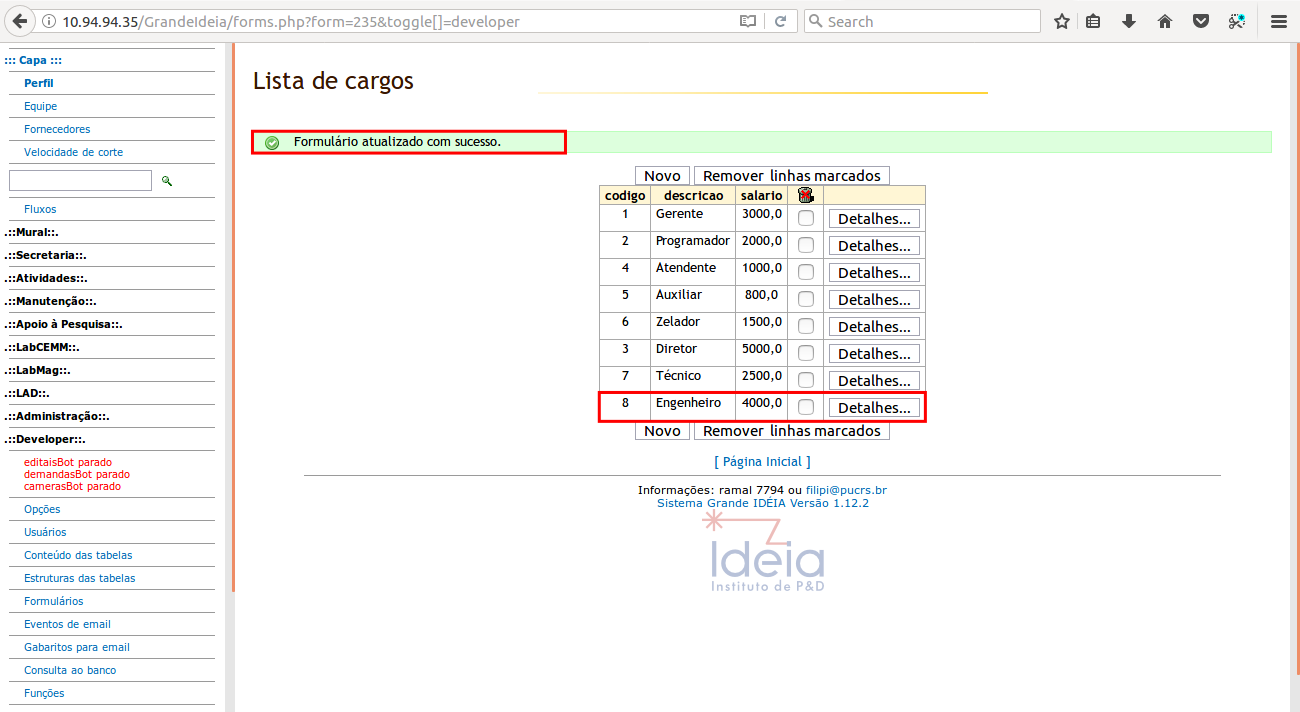 10.94.94.35/GrandeIdeia/forms.php?form=235&toggle[]=developer
Search
::: Capa :::
Perfil
Equipe
Fornecedores
Velocidade de corte
Fluxos
.::Mural::.
.::Secretaria::.
.::Atividades::.
.::Manutenção::.
.::Apoio à Pesquisa::.
.::LabCEMM::.
.::LabMag::.
.::LAD::.
.::Administração::.
.::Developer::.
editaisBot parado
demandasBot parado
camerasBot parado
Opções
Usuários
Conteúdo das tabelas
Estruturas das tabelas
Formulários
Eventos de email
Gabaritos para email
Consulta ao banco
Funções
Lista de cargos
Formulário atualizado com sucesso.
Novo Remover linhas marcados
codigo descricao salario
1 Gerente 3000,0 Detalhes...
2 Programador 2000,0 Detalhes...
4 Atendente 1000,0 Detalhes...
5 Auxiliar 800,0 Detalhes...
6 Zelador 1500,0 Detalhes...
3 Diretor 5000,0 Detalhes...
7 Técnico 2500,0 Detalhes...
8 Engenheiro 4000,0 Detalhes...
Novo Remover linhas marcados
[ Página Inicial ]
Informações: ramal 7794 ou filipi@pucrs.br
Sistema Grande IDÉIA Versão 1.12.2
Idéia
Instituto de P&D